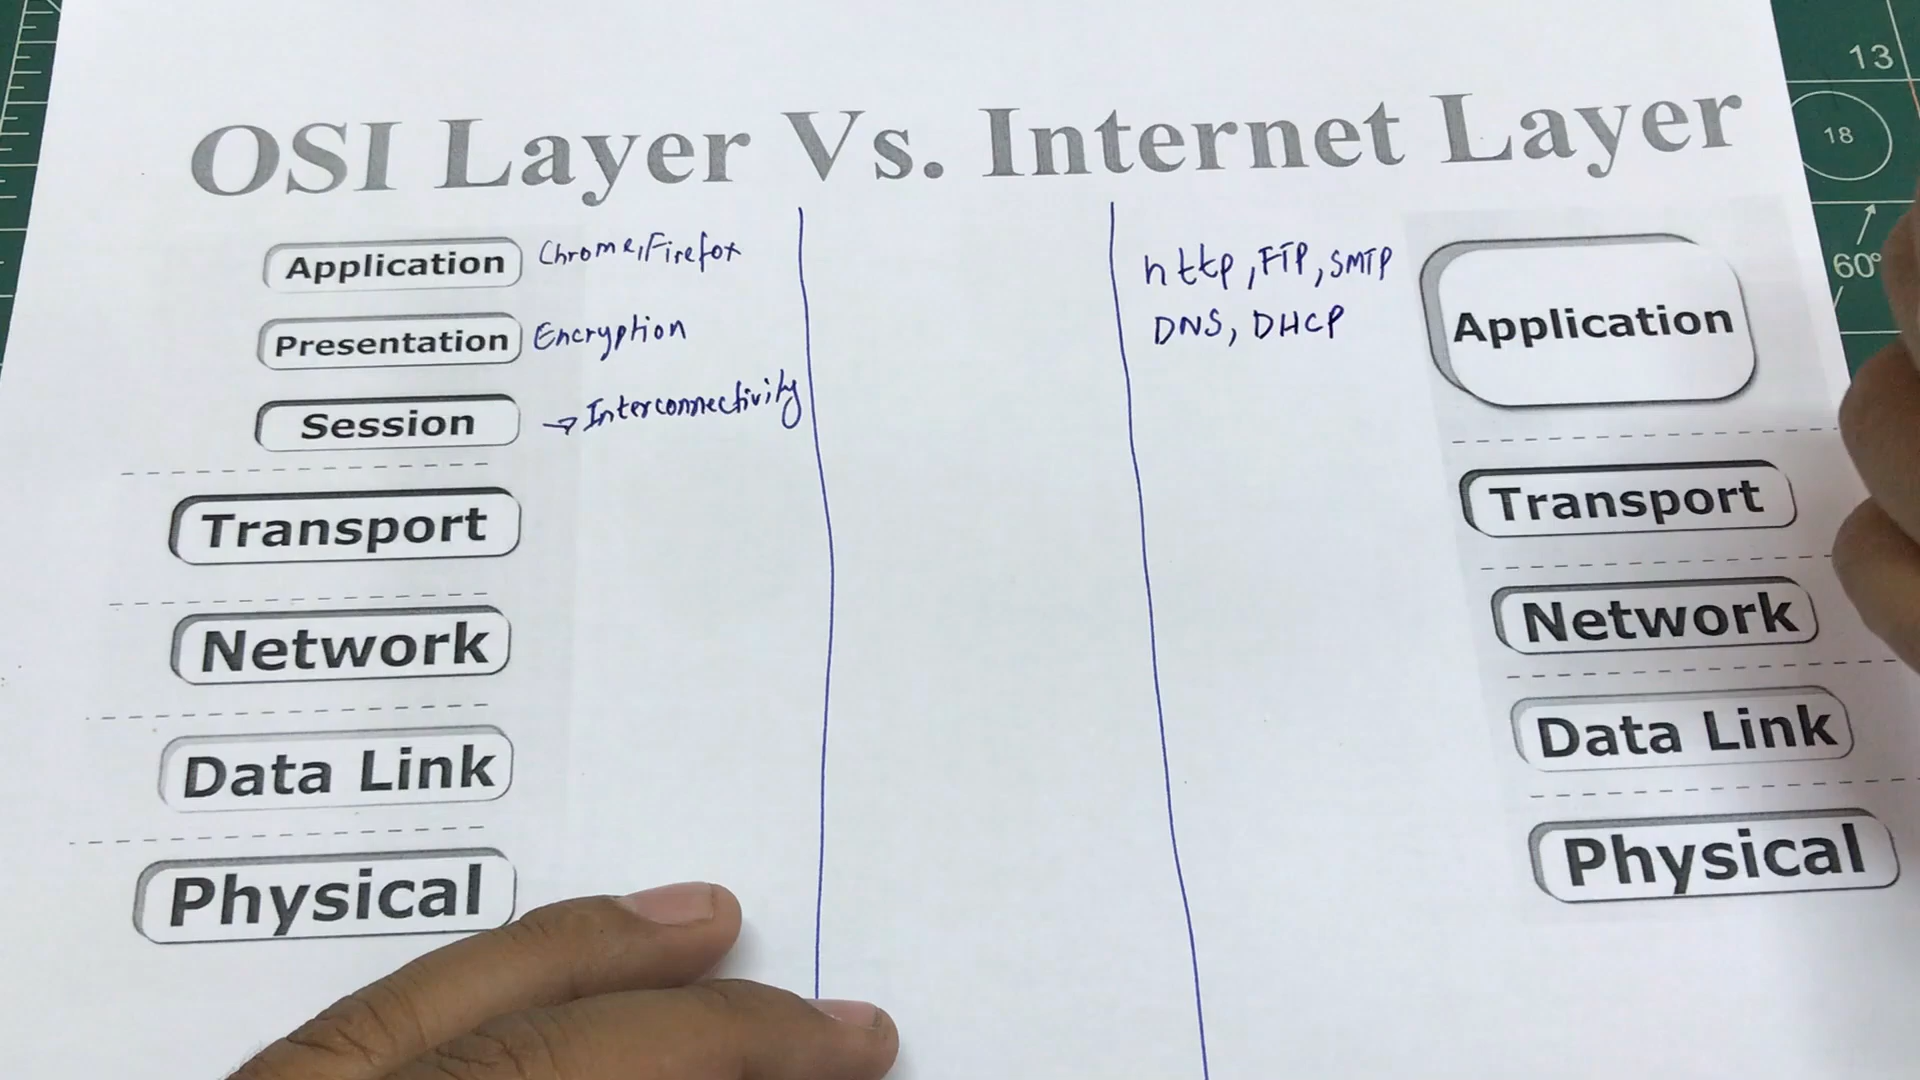 OSI Layer Vs. Internet Layer
Application Chrome, Firefox
Presentation Encryption
Session → Interconnectivity
Transport
Network
Data Link
Physical
http, FTP, SMTP
DNS, DHCP
Application
Transport
Network
Data Link
Physical
13
18
60°